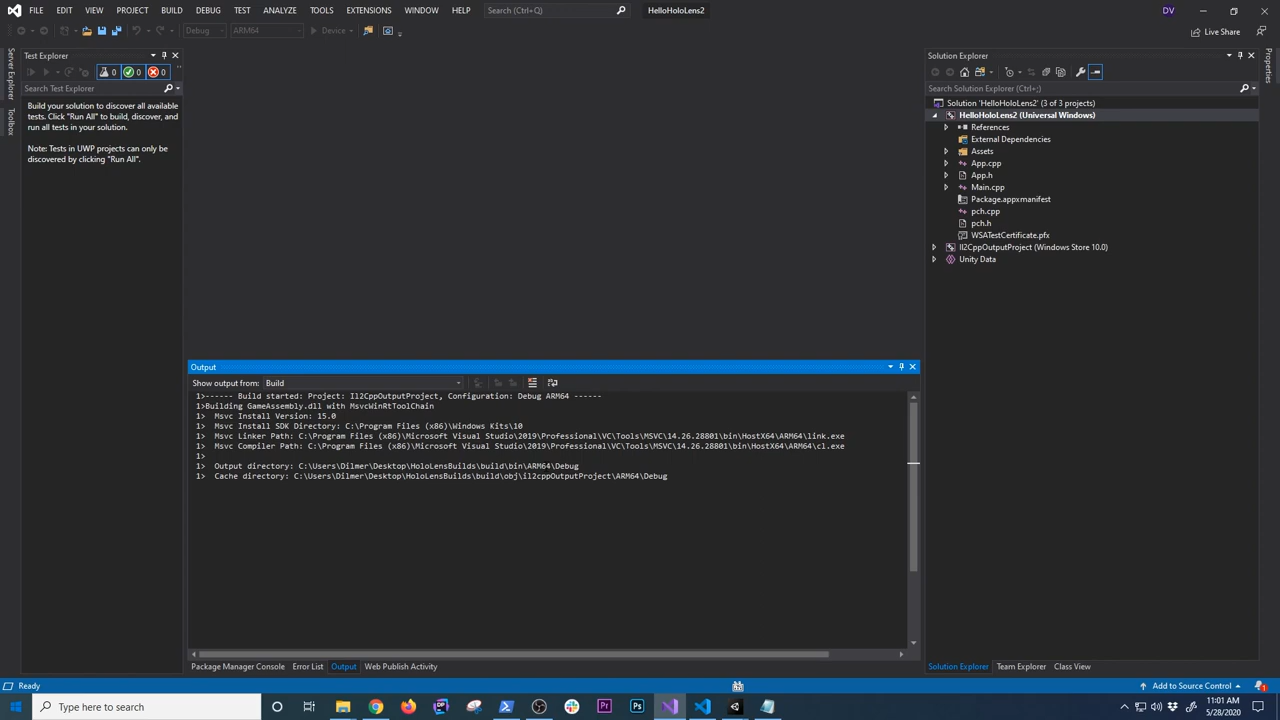 FILE EDIT VIEW PROJECT BUILD DEBUG TEST ANALYZE TOOLS EXTENSIONS WINDOW HELP Search (Ctrl+Q) HelloHoloLens2 DV
Debug ARM64 Device Live Share
Server Explorer
Toolbox
Test Explorer
0 0 0
Search Test Explorer
Build your solution to discover all available
tests. Click "Run All" to build, discover, and
run all tests in your solution.
Note: Tests in UWP projects can only be
discovered by clicking "Run All".
Output
Show output from: Build
1>------ Build started: Project: Il2CppOutputProject, Configuration: Debug ARM64 ------
1>Building GameAssembly.dll with MsvcWinRtToolChain
1> Msvc Install Version: 15.0
1> Msvc Install SDK Directory: C:\Program Files (x86)\Windows Kits\10
1> Msvc Linker Path: C:\Program Files (x86)\Microsoft Visual Studio\2019\Professional\VC\Tools\MSVC\14.26.28801\bin\HostX64\ARM64\link.exe
1> Msvc Compiler Path: C:\Program Files (x86)\Microsoft Visual Studio\2019\Professional\VC\Tools\MSVC\14.26.28801\bin\HostX64\ARM64\cl.exe
1>
1> Output directory: C:\Users\Dilmer\Desktop\HoloLensBuilds\build\bin\ARM64\Debug
1> Cache directory: C:\Users\Dilmer\Desktop\HoloLensBuilds\build\obj\il2cppOutputProject\ARM64\Debug
Package Manager Console Error List Output Web Publish Activity
Solution Explorer
Search Solution Explorer (Ctrl+;)
Solution 'HelloHoloLens2' (3 of 3 projects)
HelloHoloLens2 (Universal Windows)
References
External Dependencies
Assets
App.cpp
App.h
Main.cpp
Package.appxmanifest
pch.cpp
pch.h
WSATestCertificate.pfx
Il2CppOutputProject (Windows Store 10.0)
Unity Data
Solution Explorer Team Explorer Class View
Properties
Ready Add to Source Control 1
Type here to search
Pr Ps
11:01 AM
5/28/2020